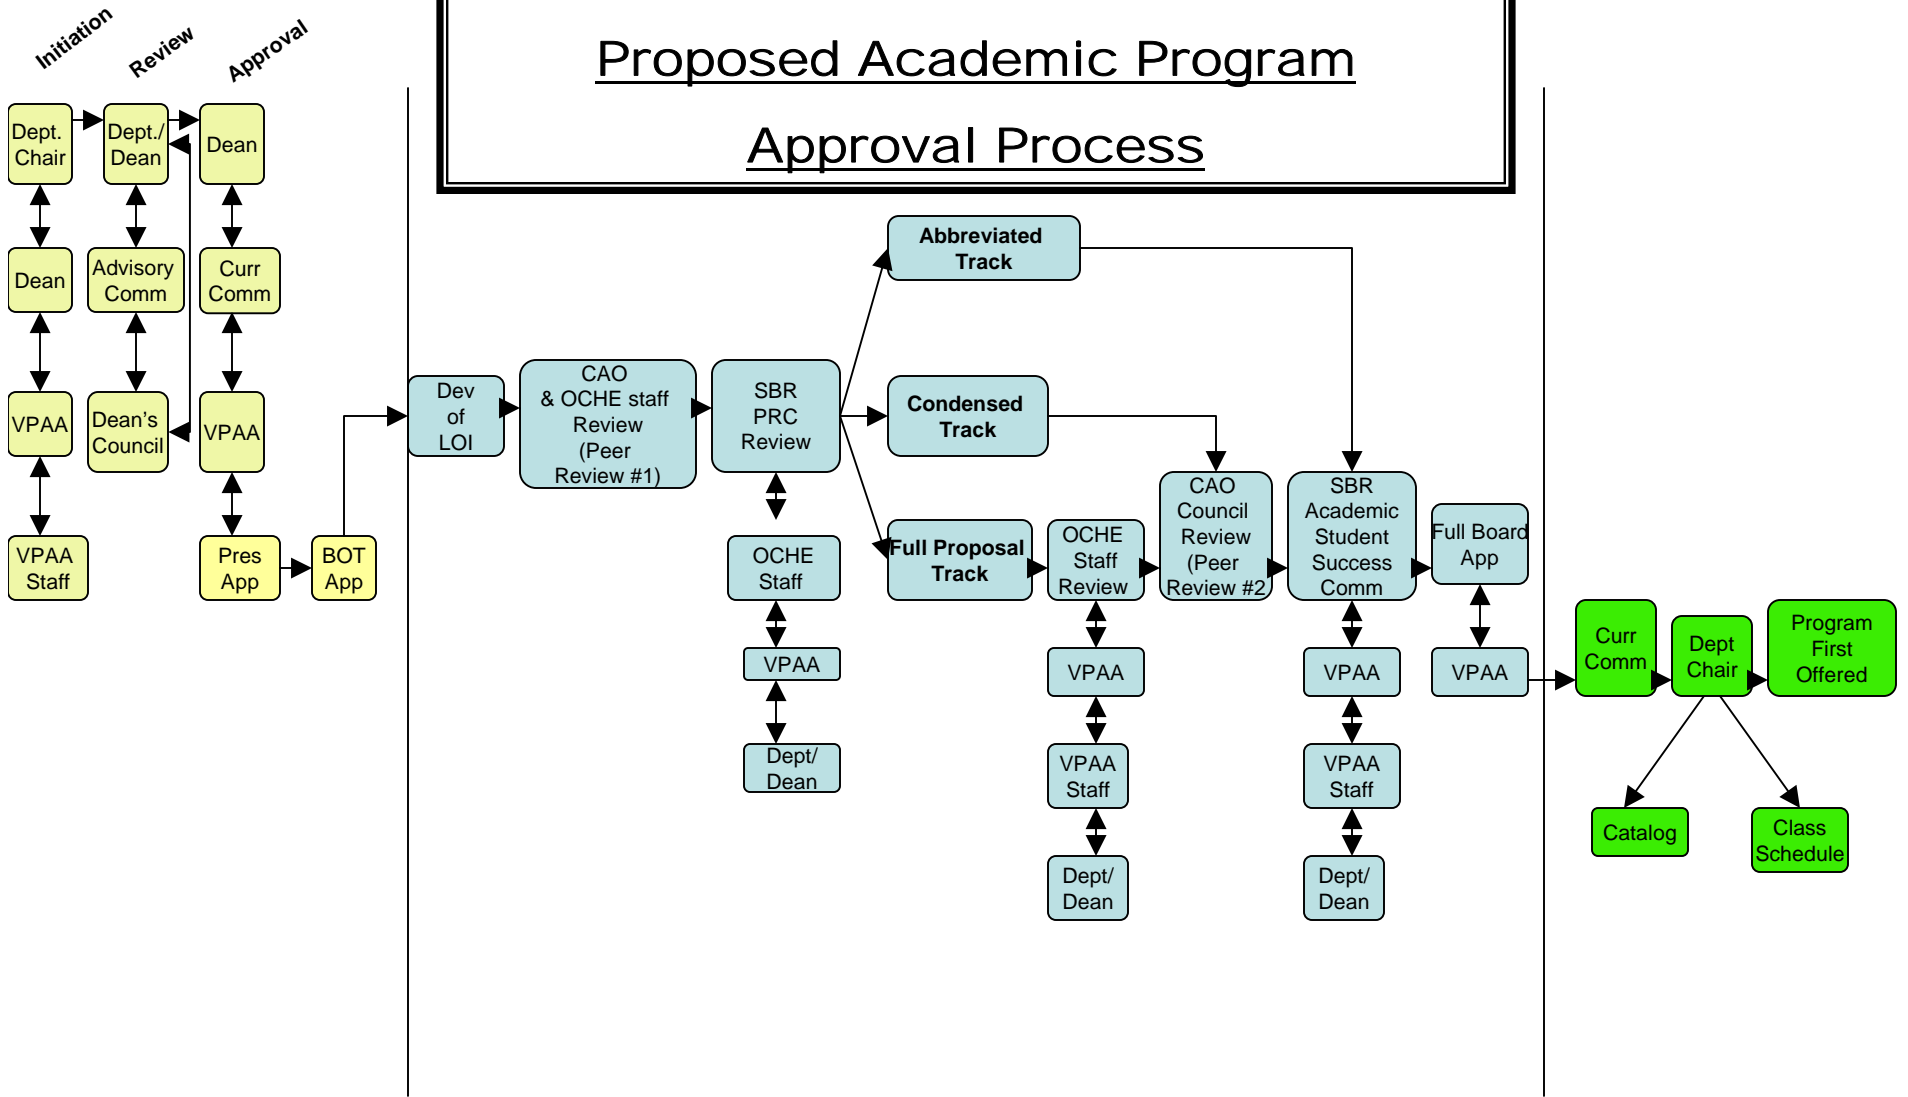 Initiation
Review
Approval
Proposed Academic Program
Approval Process
Dept.
Chair
Dean
VPAA
VPAA
Staff
Dept./
Dean
Advisory
Comm
Dean's
Council
Dean
Curr
Comm
VPAA
Pres
App
BOT
App
Dev
of
LOI
CAO
& OCHE staff
Review
(Peer
Review #1)
SBR
PRC
Review
OCHE
Staff
VPAA
Dept/
Dean
Abbreviated
Track
Condensed
Track
Full Proposal
Track
OCHE
Staff
Review
VPAA
VPAA
Staff
Dept/
Dean
CAO
Council
Review
(Peer
Review #2
SBR
Academic
Student
Success
Comm
VPAA
VPAA
Staff
Dept/
Dean
Full Board
App
VPAA
Curr
Comm
Dept
Chair
Program
First
Offered
Catalog
Class
Schedule